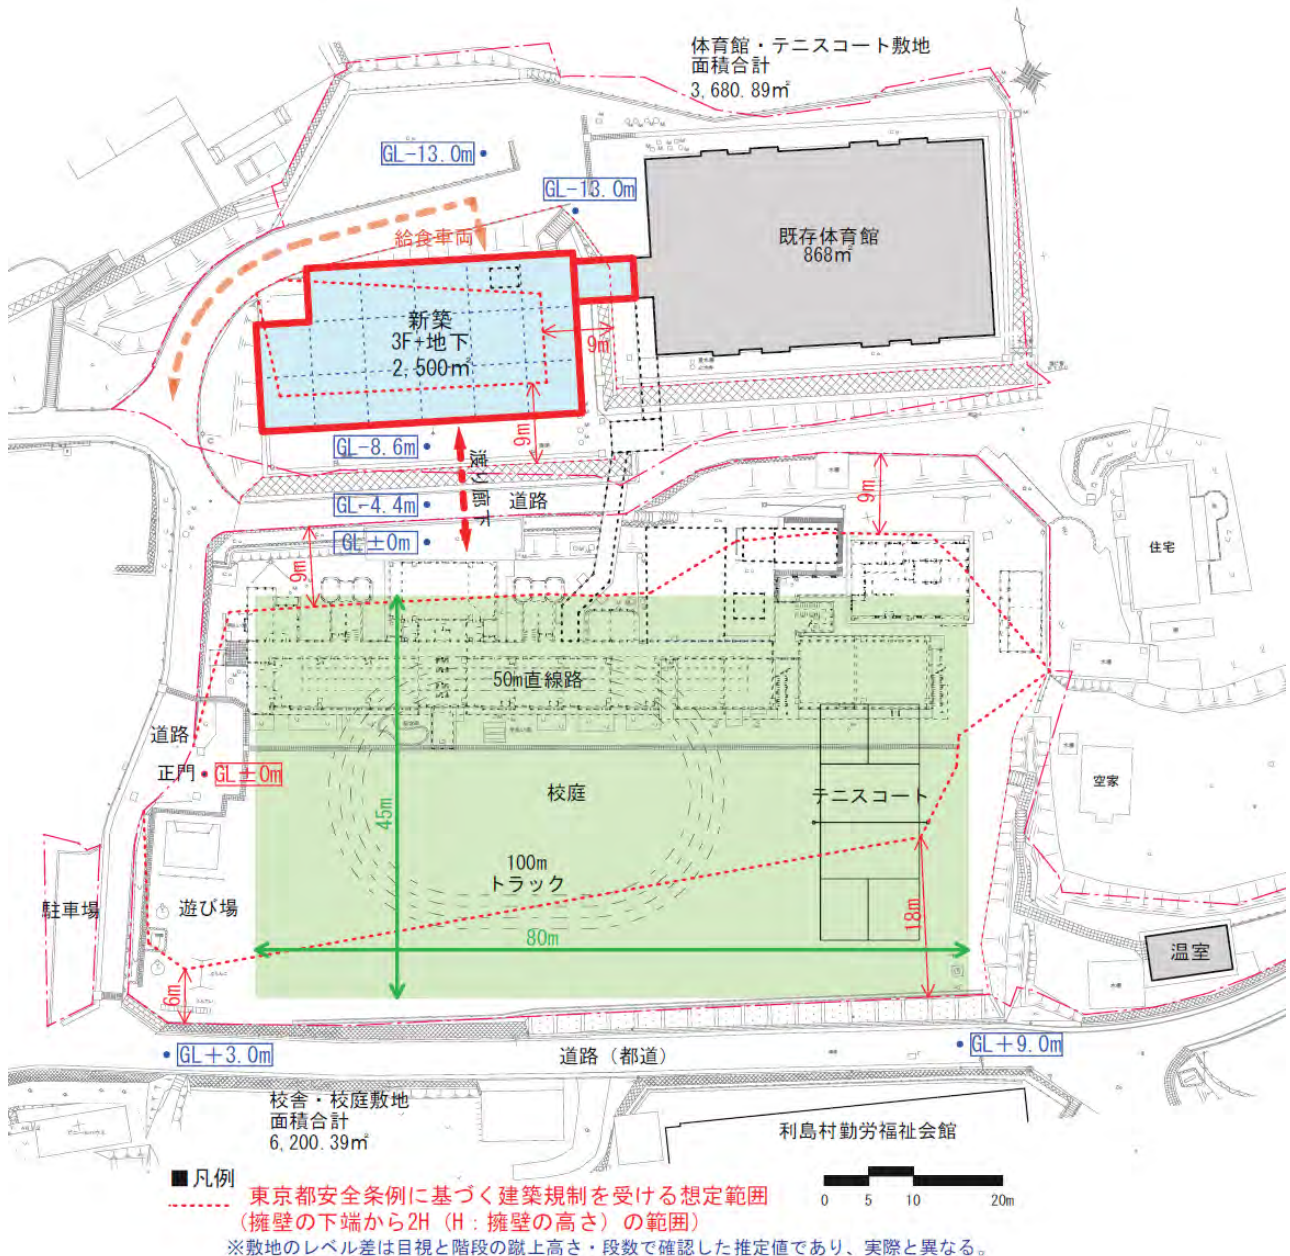 体育館・テニスコート敷地
面積合計
3,680.89㎡
GL-13.0m
GL-13.0m
給食車両
既存体育館
868㎡
新築
3F+地下
2,500㎡
9m
9m
GL-8.6m
渡り廊下
GL-4.4m
道路
GL±0m
9m
9m
住宅
50m直線路
道路
正門
GL±0m
校庭
テニスコート
空家
45m
100m
トラック
駐車場
遊び場
18m
80m
温室
6m
GL+3.0m
道路（都道）
GL+9.0m
校舎・校庭敷地
面積合計
6,200.39㎡
利島村勤労福祉会館
■凡例
東京都安全条例に基づく建築規制を受ける想定範囲
（擁壁の下端から2H（H：擁壁の高さ）の範囲）
0 5 10 20m
※敷地のレベル差は目視と階段の蹴上高さ・段数で確認した推定値であり、実際と異なる。